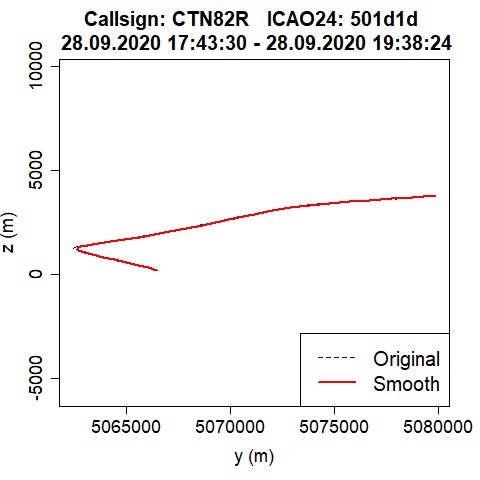 Callsign: CTN82R   ICAO24: 501d1d
28.09.2020 17:43:30 - 28.09.2020 19:38:24
10000
5000
0
-5000
z (m)
Original
Smooth
5065000 5070000 5075000 5080000
y (m)